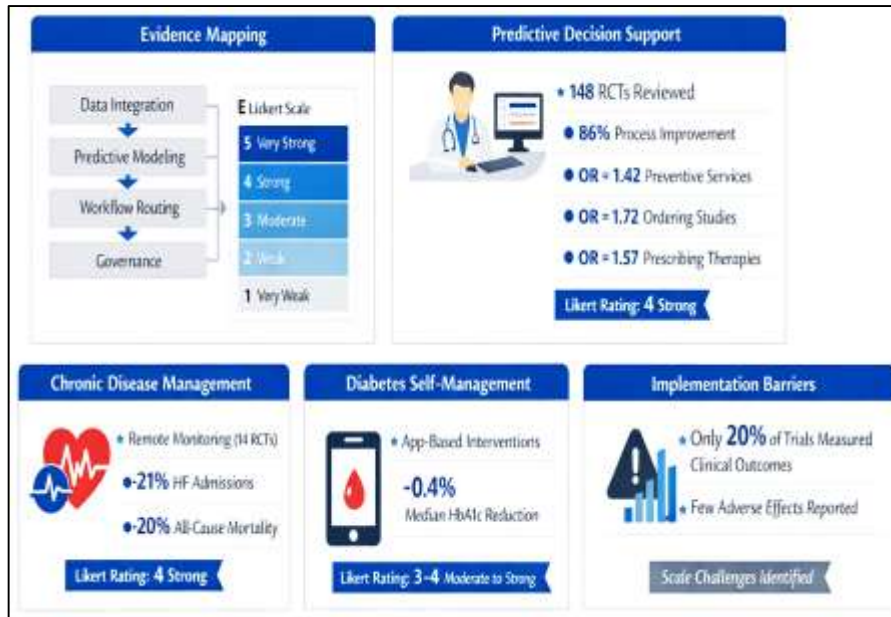 Evidence Mapping
Data Integration
Predictive Modeling
Workflow Routing
Governance
E Lickert Scale
5 Very Strong
4 Strong
3 Moderate
2 Weak
1 Very Weak
Predictive Decision Support
148 RCTs Reviewed
86% Process Improvement
OR = 1.42 Preventive Services
OR = 1.72 Ordering Studies
OR = 1.57 Prescribing Therapies
Likert Rating: 4 Strong
Chronic Disease Management
Remote Monitoring (14 RCTs)
-21% HF Admissions
-20% All-Cause Mortality
Likert Rating: 4 Strong
Diabetes Self-Management
App-Based Interventions
-0.4%
Median HbA1c Reduction
Likert Rating: 3-4 Moderate to Strong
Implementation Barriers
Only 20% of Trials Measured
Clinical Outcomes
Few Adverse Effects Reported
Scale Challenges Identified